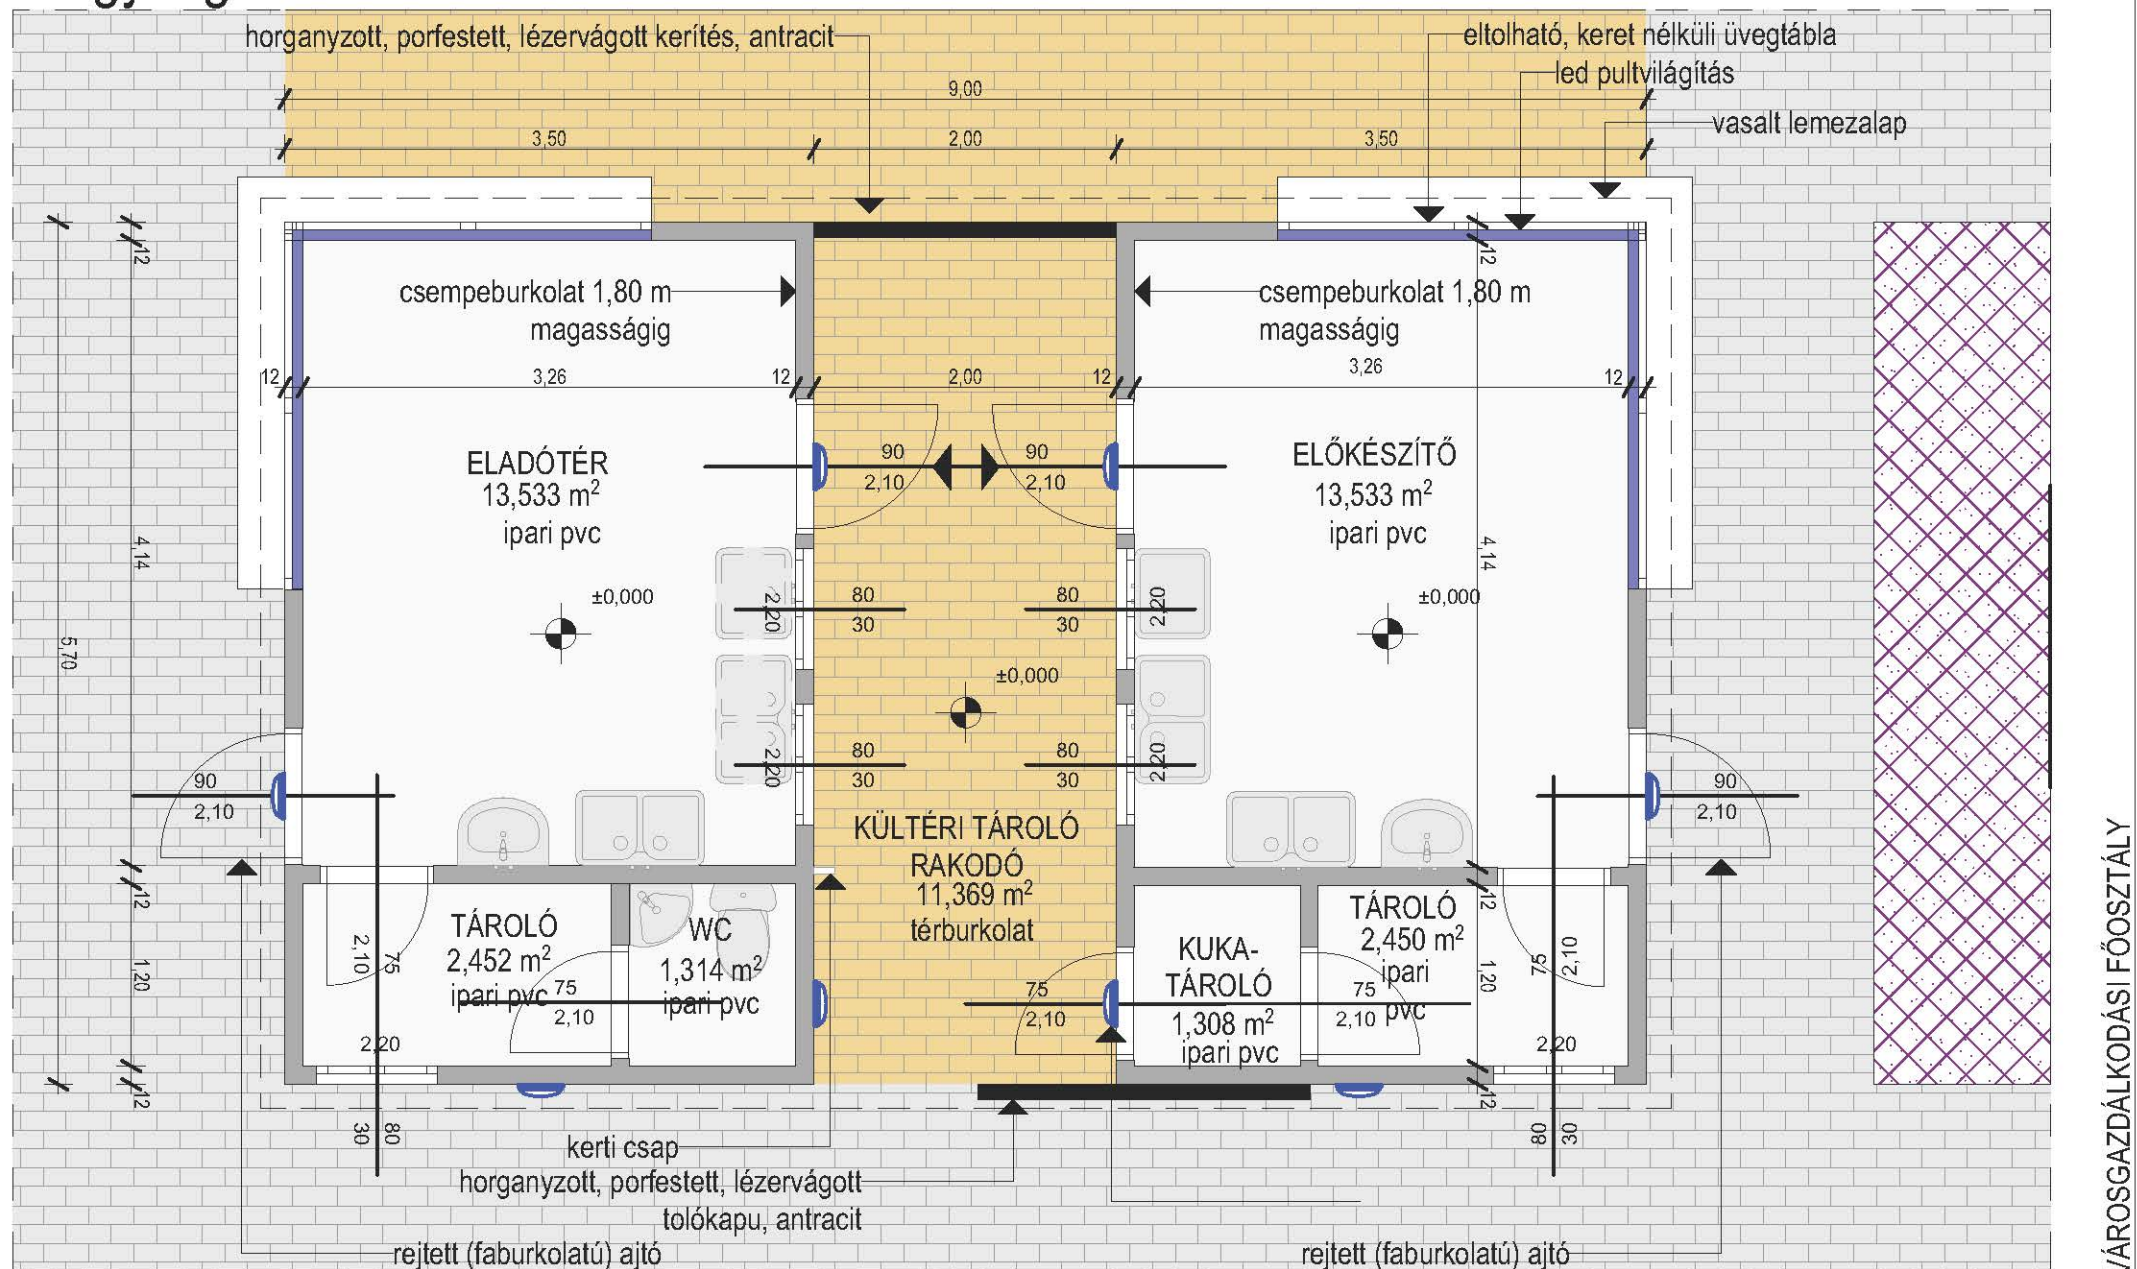 horganyzott, porfestett, lézervágott kerítés, antracit
eltolható, keret nélküli üvegtábla
led pultvilágítás
vasalt lemezalap
9,00
3,50
2,00
3,50
12
12
csempeburkolat 1,80 m
magasságig
csempeburkolat 1,80 m
magasságig
12
3,26
12
2,00
12
3,26
12
ELADÓTÉR
13,533 m²
ipari pvc
±0,000
90
2,10
90
2,10
ELŐKÉSZÍTŐ
13,533 m²
ipari pvc
±0,000
4,14
4,14
5,70
2,20
80
30
80
30
2,20
±0,000
2,20
80
30
80
30
2,20
90
2,10
90
2,10
KÜLTÉRI TÁROLÓ
RAKODÓ
11,369 m²
térburkolat
12
1,20
12
2,10
75
TÁROLÓ
2,452 m²
ipari pvc
75
2,10
2,20
WC
1,314 m²
ipari pvc
75
2,10
KUKA-
TÁROLÓ
1,308 m²
ipari pvc
TÁROLÓ
2,450 m²
ipari
pvc
75
2,10
12
1,20
12
75
2,10
2,20
30
80
80
30
kerti csap
horganyzott, porfestett, lézervágott
tolókapu, antracit
rejtett (faburkolatú) ajtó
rejtett (faburkolatú) ajtó
VÁROSGAZDÁLKODÁSI FŐOSZTÁLY